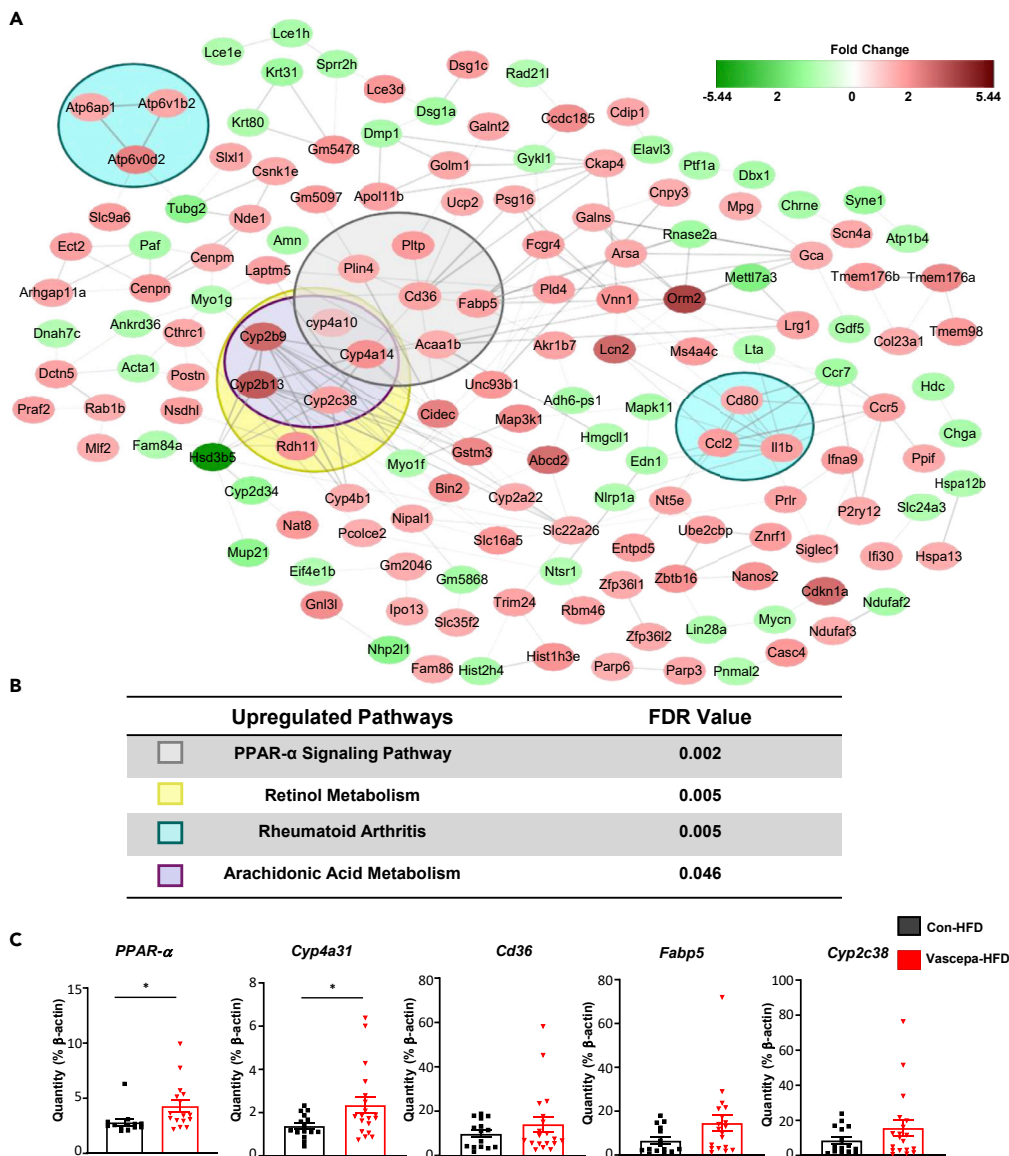 A
Fold Change
-5.44 2 0 2 5.44
Lce1e
Lce1h
Krt31
Sprr2h
Lce3d
Dsg1c
Rad21l
Atp6ap1
Atp6v1b2
Krt80
Dsg1a
Galnt2
Ccdc185
Cdip1
Atp6v0d2
Slxl1
Gm5478
Dmp1
Gykl1
Elavl3
Ptf1a
Dbx1
Csnk1e
Golm1
Ckap4
Tubg2
Gm5097
Apol11b
Ucp2
Psg16
Cnpy3
Mpg
Chrne
Syne1
Slc9a6
Nde1
Galns
Rnase2a
Scn4a
Atp1b4
Ect2
Paf
Cenpm
Amn
Pltp
Fcgr4
Arsa
Gca
Laptm5
Plin4
Mettl7a3
Tmem176b
Tmem176a
Arhgap11a
Cenpn
Myo1g
Cd36
Fabp5
Pld4
Vnn1
Orm2
Dnah7c
Ankrd36
Cthrc1
cyp4a10
Lrg1
Gdf5
Tmem98
Cyp2b9
Cyp4a14
Acaa1b
Akr1b7
Lcn2
Ms4a4c
Lta
Col23a1
Dctn5
Acta1
Postn
Cyp2b13
Unc93b1
Ccr7
Hdc
Praf2
Rab1b
Nsdhl
Cyp2c38
Cidec
Adh6-ps1
Mapk11
Cd80
Ccr5
Chga
Mlf2
Fam84a
Hsd3b5
Rdh11
Map3k1
Hmgcll1
Ccl2
Il1b
Ifna9
Ppif
Cyp2d34
Myo1f
Gstm3
Abcd2
Edn1
Hspa12b
Bin2
Cyp2a22
Nlrp1a
Nt5e
Prlr
P2ry12
Slc24a3
Cyp4b1
Nat8
Pcolce2
Nipal1
Slc22a26
Ube2cbp
Znrf1
Siglec1
Ifi30
Hspa13
Mup21
Slc16a5
Entpd5
Eif4e1b
Gm2046
Gm5868
Ntsr1
Zfp36l1
Zbtb16
Nanos2
Cdkn1a
Ndufaf2
Gnl3l
Ipo13
Slc35f2
Trim24
Rbm46
Lin28a
Mycn
Ndufaf3
Nhp2l1
Zfp36l2
Casc4
Fam86
Hist2h4
Hist1h3e
Parp6
Parp3
Pnmal2
B
Upregulated Pathways FDR Value
PPAR-α Signaling Pathway 0.002
Retinol Metabolism 0.005
Rheumatoid Arthritis 0.005
Arachidonic Acid Metabolism 0.046
C
Con-HFD
Vascepa-HFD
PPAR-α
Quantity (% β-actin)
15
10
5
0
*
Cyp4a31
Quantity (% β-actin)
8
6
4
2
0
*
Cd36
Quantity (% β-actin)
80
60
40
20
0
Fabp5
Quantity (% β-actin)
80
60
40
20
0
Cyp2c38
Quantity (% β-actin)
100
80
60
40
20
0